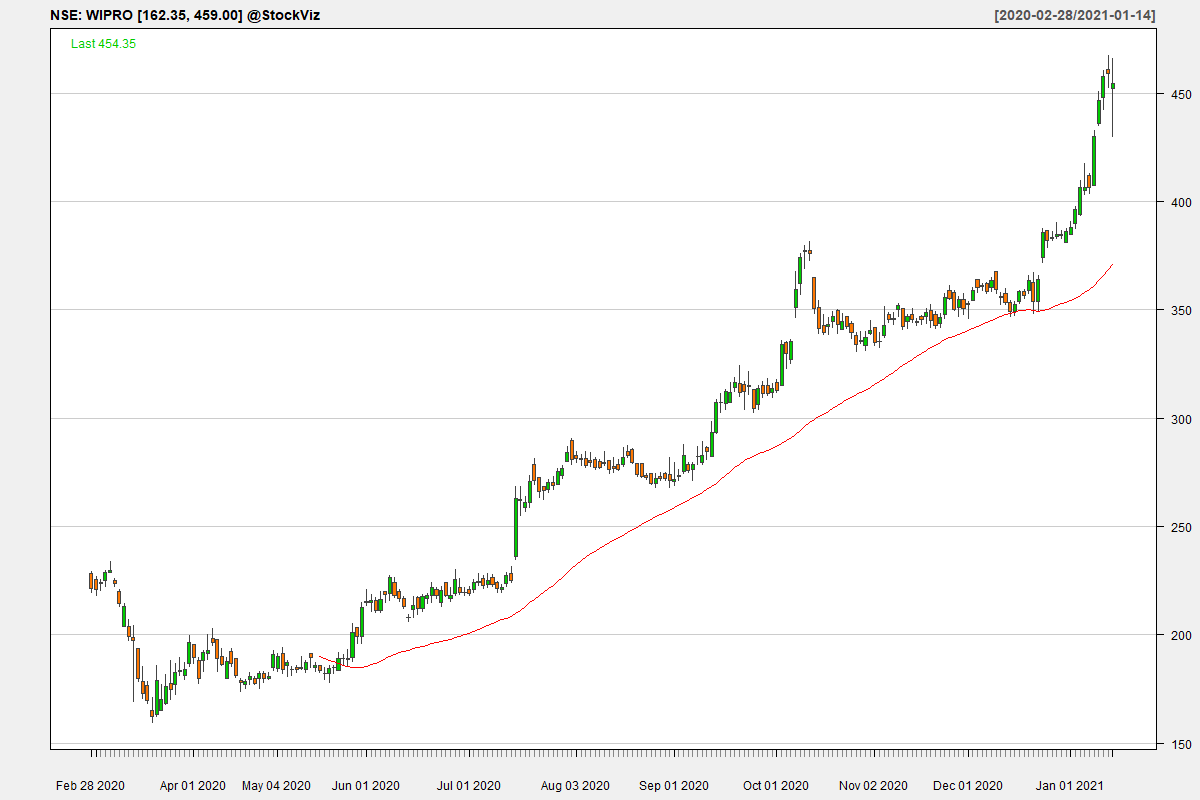 NSE: WIPRO [162.35, 459.00] @StockViz [2020-02-28/2021-01-14]
Last 454.35
450
400
350
300
250
200
150
Feb 28 2020 Apr 01 2020 May 04 2020 Jun 01 2020 Jul 01 2020 Aug 03 2020 Sep 01 2020 Oct 01 2020 Nov 02 2020 Dec 01 2020 Jan 01 2021